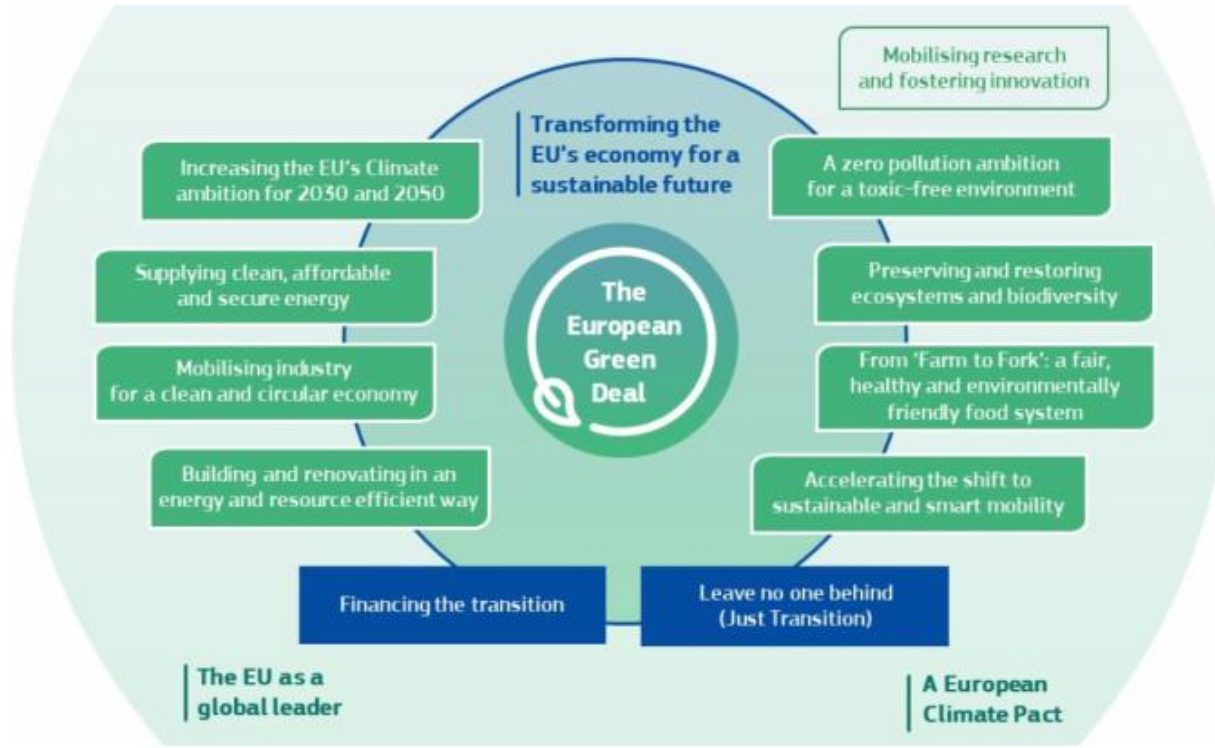 Mobilising research
and fostering innovation
Transforming the
EU's economy for a
sustainable future
Increasing the EU's Climate
ambition for 2030 and 2050
A zero pollution ambition
for a toxic-free environment
Supplying clean, affordable
and secure energy
Preserving and restoring
ecosystems and biodiversity
The
European
Green
Deal
Mobilising industry
for a clean and circular economy
From ‘Farm to Fork’: a fair,
healthy and environmentally
friendly food system
Building and renovating in an
energy and resource efficient way
Accelerating the shift to
sustainable and smart mobility
Financing the transition
Leave no one behind
(Just Transition)
The EU as a
global leader
A European
Climate Pact